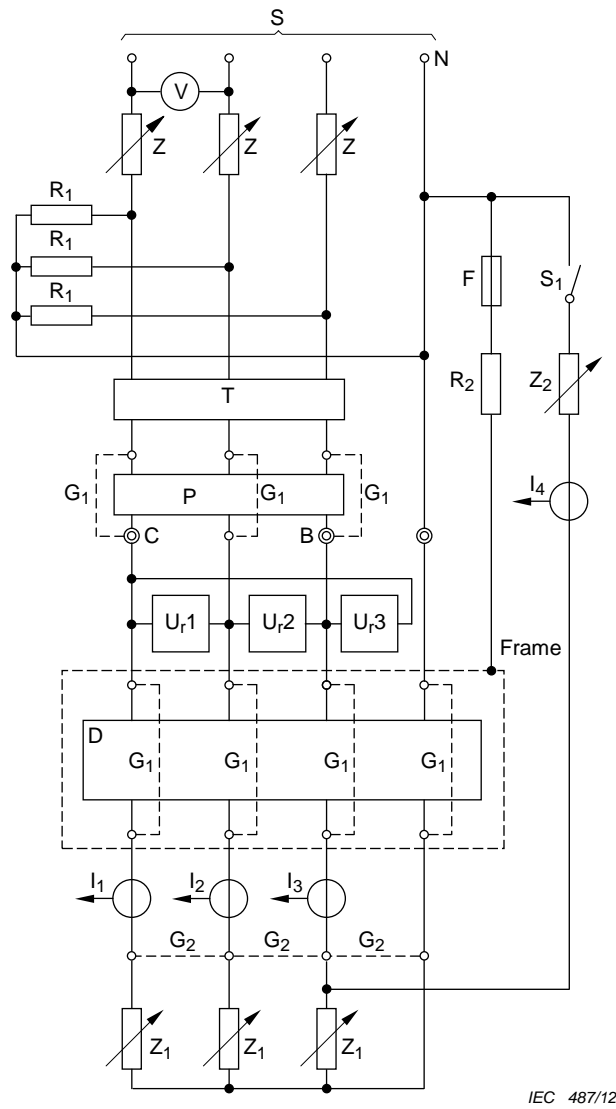 S
N
V
Z Z Z
R1
R1
F S1
R1
R2 Z2
T
G1 P G1 G1 I4
C B
Ur1 Ur2 Ur3
Frame
D
G1 G1 G1 G1
I1 I2 I3
G2 G2 G2
Z1 Z1 Z1
IEC 487/12